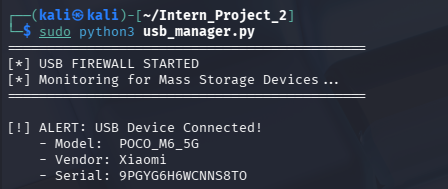 ┌──(kali㉿kali)-[~/Intern_Project_2]
└─$ sudo python3 usb_manager.py
==================================================
[*] USB FIREWALL STARTED
[*] Monitoring for Mass Storage Devices...
==================================================
[!] ALERT: USB Device Connected!
- Model: POCO_M6_5G
- Vendor: Xiaomi
- Serial: 9PGYG6H6WCNNS8TO